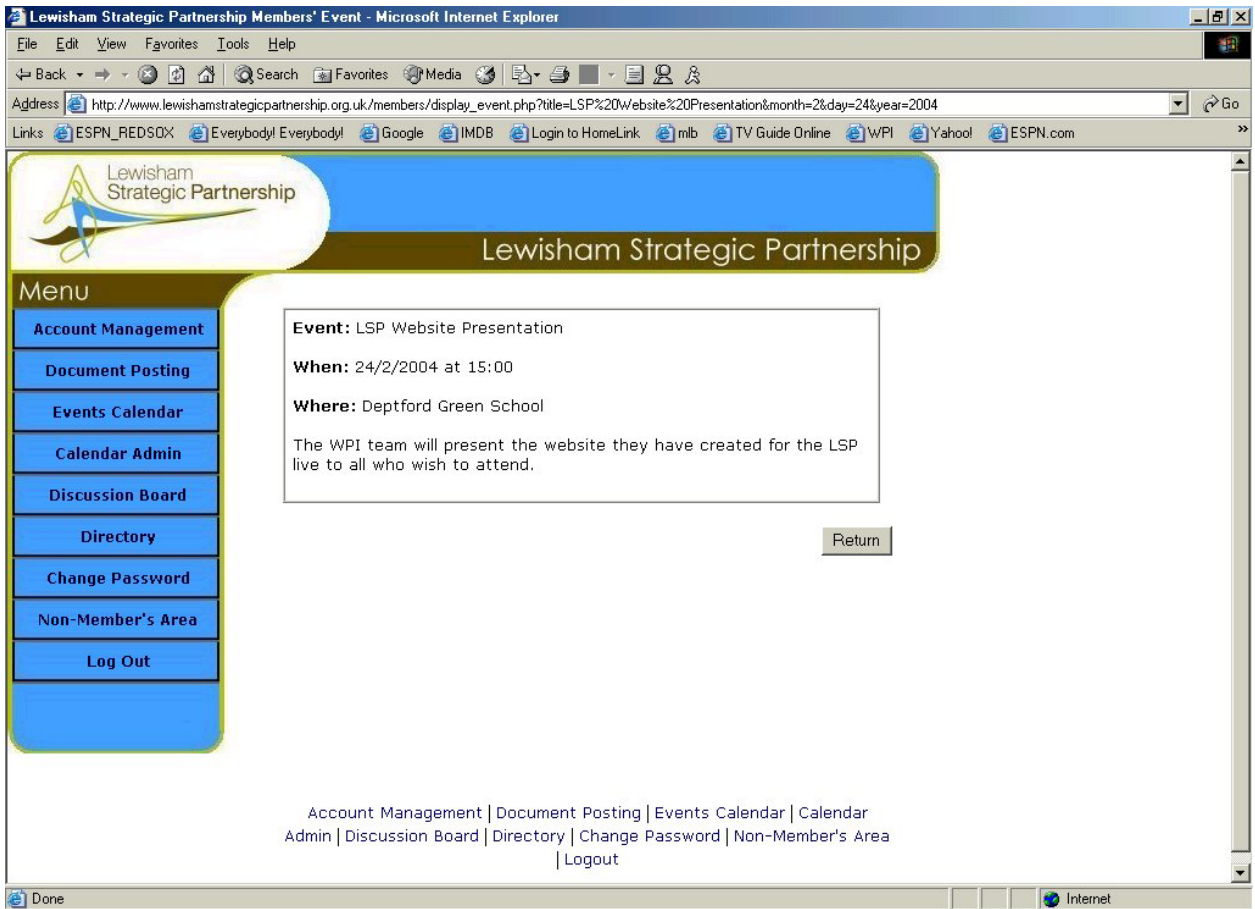 Lewisham Strategic Partnership Members' Event - Microsoft Internet Explorer
File Edit View Favorites Tools Help
Back Search Favorites Media
Address http://www.lewishamstrategicpartnership.org.uk/members/display_event.php?title=LSP%20Website%20Presentation&month=2&day=24&year=2004 Go
Links ESPN_REDSOX Everybody! Everybody! Google IMDB Login to HomeLink mlb TV Guide Online WPI Yahoo! ESPN.com »
Lewisham
Strategic Partnership
Lewisham Strategic Partnership
Menu
Account Management
Document Posting
Events Calendar
Calendar Admin
Discussion Board
Directory
Change Password
Non-Member's Area
Log Out
Event: LSP Website Presentation
When: 24/2/2004 at 15:00
Where: Deptford Green School
The WPI team will present the website they have created for the LSP
live to all who wish to attend.
Return
Account Management | Document Posting | Events Calendar | Calendar
Admin | Discussion Board | Directory | Change Password | Non-Member's Area
| Logout
Done Internet